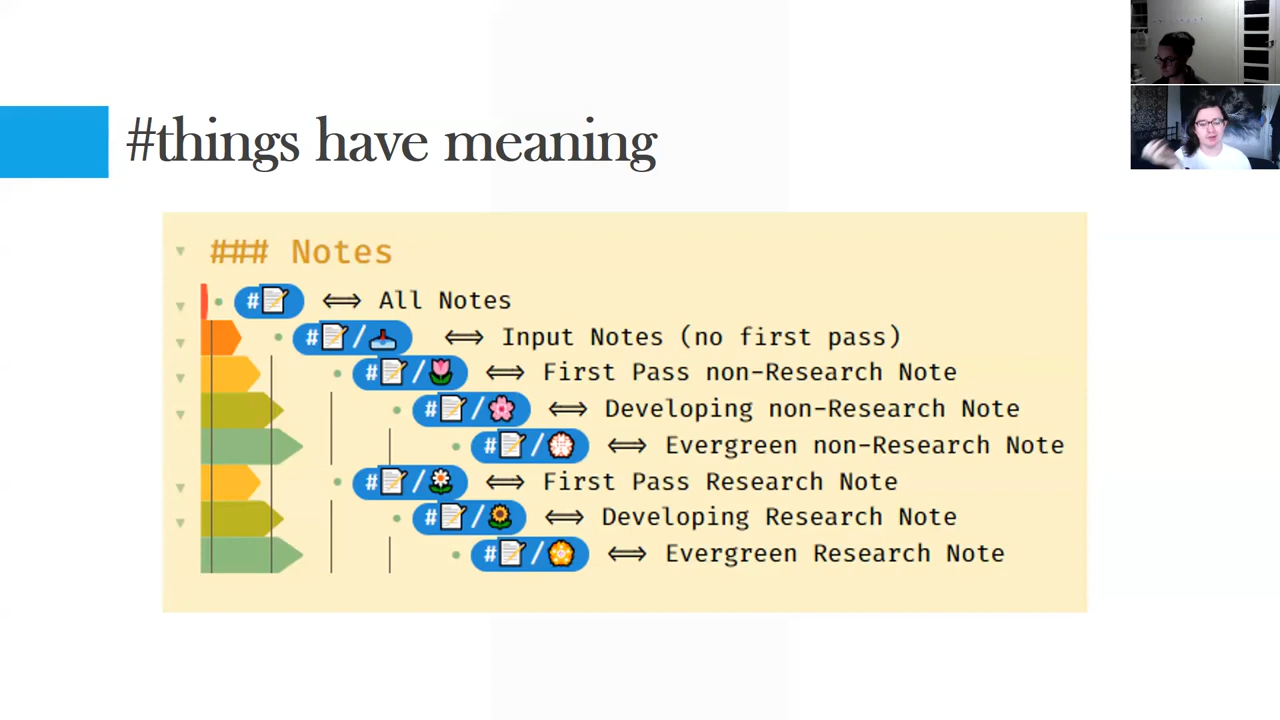 #things have meaning
### Notes
#📝 ⟺ All Notes
#📝/📥 ⟺ Input Notes (no first pass)
#📝/🌷 ⟺ First Pass non-Research Note
#📝/🌸 ⟺ Developing non-Research Note
#📝/💮 ⟺ Evergreen non-Research Note
#📝/🌼 ⟺ First Pass Research Note
#📝/🌻 ⟺ Developing Research Note
#📝/🏵️ ⟺ Evergreen Research Note